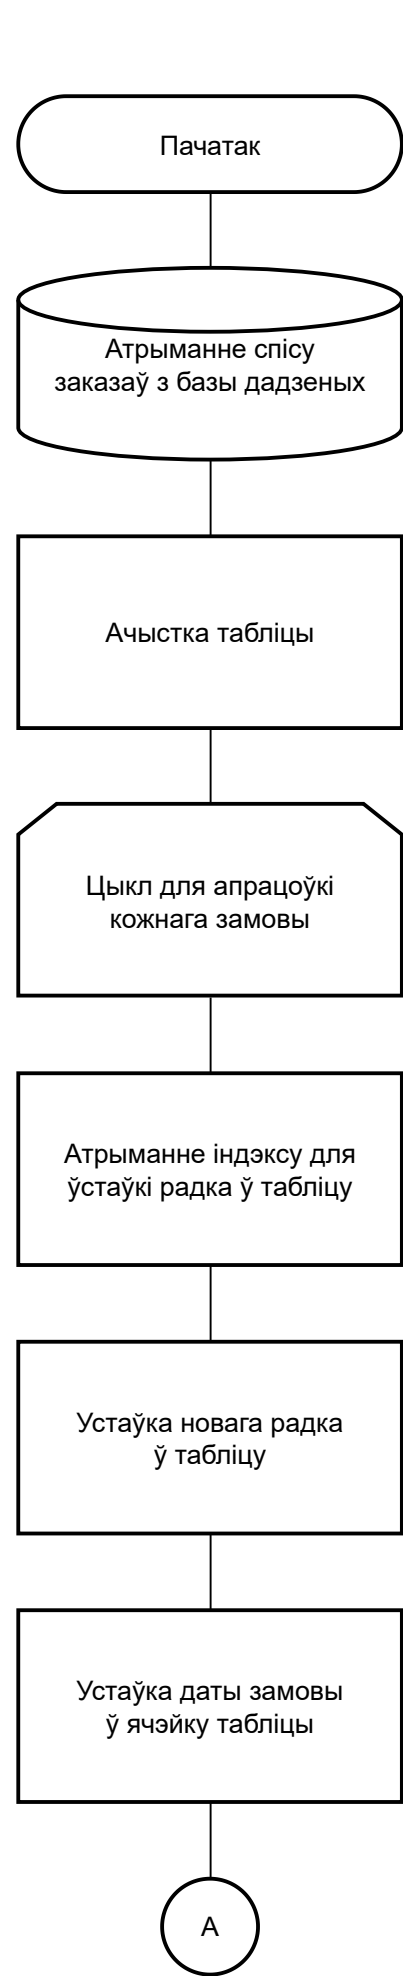 Пачатак
Атрыманне спісу
заказаў з базы дадзеных
Ачыстка табліцы
Цыкл для апрацоўкі
кожнага замовы
Атрыманне індэксу для
ўстаўкі радка ў табліцу
Устаўка новага радка
ў табліцу
Устаўка даты замовы
ў ячэйку табліцы
А